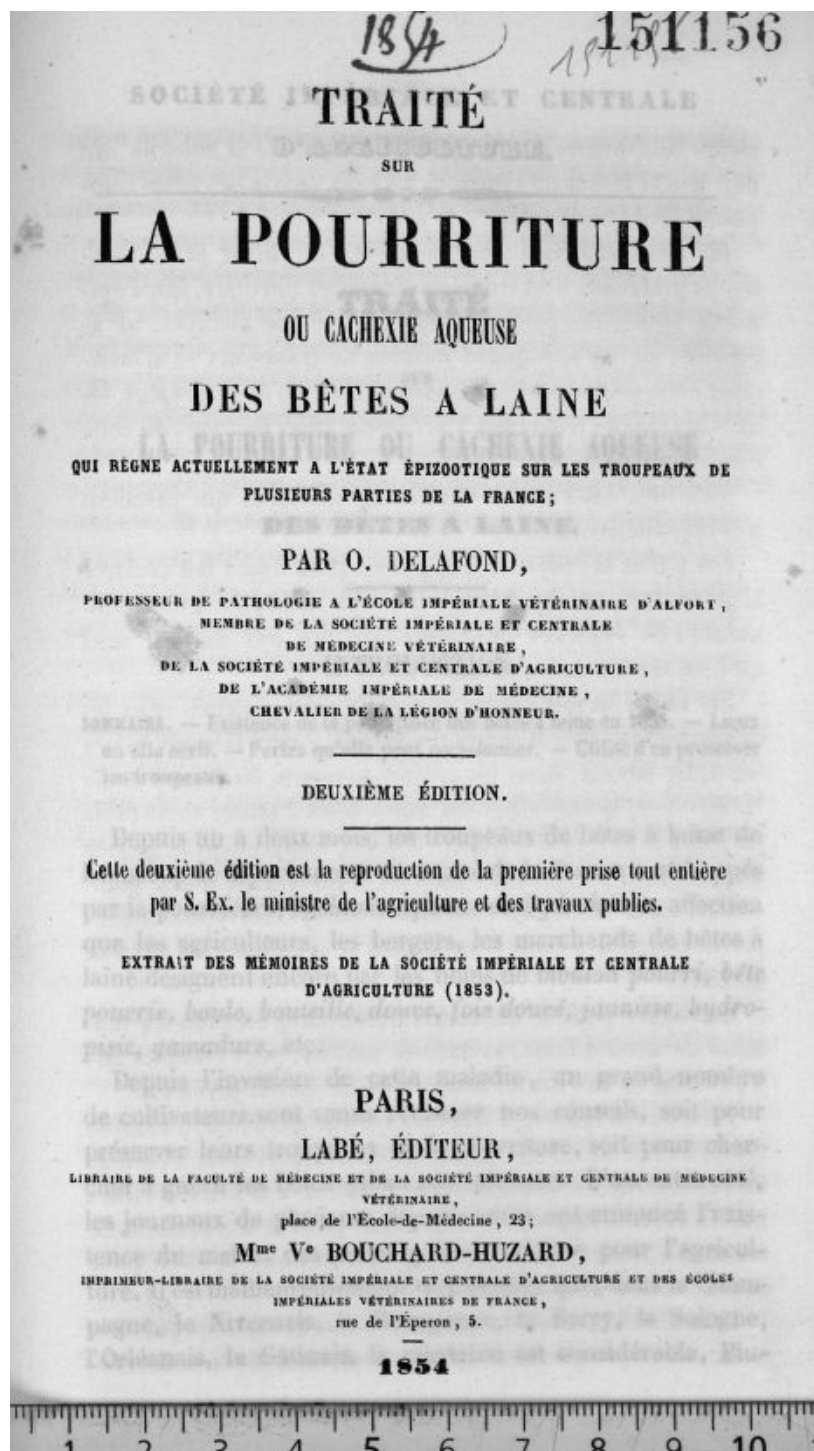 1854
151156
TRAITÉ
SUR
LA POURRITURE
OU CACHEXIE AQUEUSE
DES BÊTES A LAINE
QUI RÈGNE ACTUELLEMENT A L'ÉTAT ÉPIZOOTIQUE SUR LES TROUPEAUX DE
PLUSIEURS PARTIES DE LA FRANCE;
PAR O. DELAFOND,
PROFESSEUR DE PATHOLOGIE A L'ÉCOLE IMPÉRIALE VÉTÉRINAIRE D'ALFORT,
MEMBRE DE LA SOCIÉTÉ IMPÉRIALE ET CENTRALE
DE MÉDECINE VÉTÉRINAIRE,
DE LA SOCIÉTÉ IMPÉRIALE ET CENTRALE D'AGRICULTURE,
DE L'ACADÉMIE IMPÉRIALE DE MÉDECINE,
CHEVALIER DE LA LÉGION D'HONNEUR.
DEUXIÈME ÉDITION.
Cette deuxième édition est la reproduction de la première prise tout entière
par S. Ex. le ministre de l'agriculture et des travaux publics.
EXTRAIT DES MÉMOIRES DE LA SOCIÉTÉ IMPÉRIALE ET CENTRALE
D'AGRICULTURE (1853).
PARIS,
LABÉ, ÉDITEUR,
LIBRAIRE DE LA FACULTÉ DE MÉDECINE ET DE LA SOCIÉTÉ IMPÉRIALE ET CENTRALE DE MÉDECINE
VÉTÉRINAIRE,
place de l'École-de-Médecine, 23;
Mme Ve BOUCHARD-HUZARD,
IMPRIMEUR-LIBRAIRE DE LA SOCIÉTÉ IMPÉRIALE ET CENTRALE D'AGRICULTURE ET DES ÉCOLES
IMPÉRIALES VÉTÉRINAIRES DE FRANCE,
rue de l'Éperon, 5.
1854
1 2 3 4 5 6 7 8 9 10